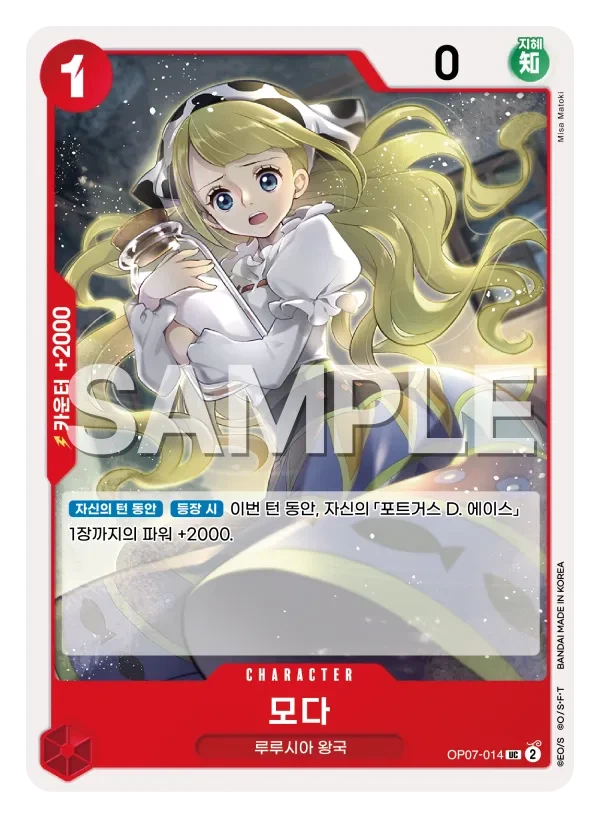 1
0
지혜
知
Misa Matoki
카운터 +2000
SAMPLE
자신의 턴 동안 등장 시 이번 턴 동안, 자신의 「포트거스 D. 에이스」
1장까지의 파워 +2000.
BANDAI MADE IN KOREA
©EO/S ©O/S·F·T
CHARACTER
모다
루루시아 왕국
OP07-014 UC 2